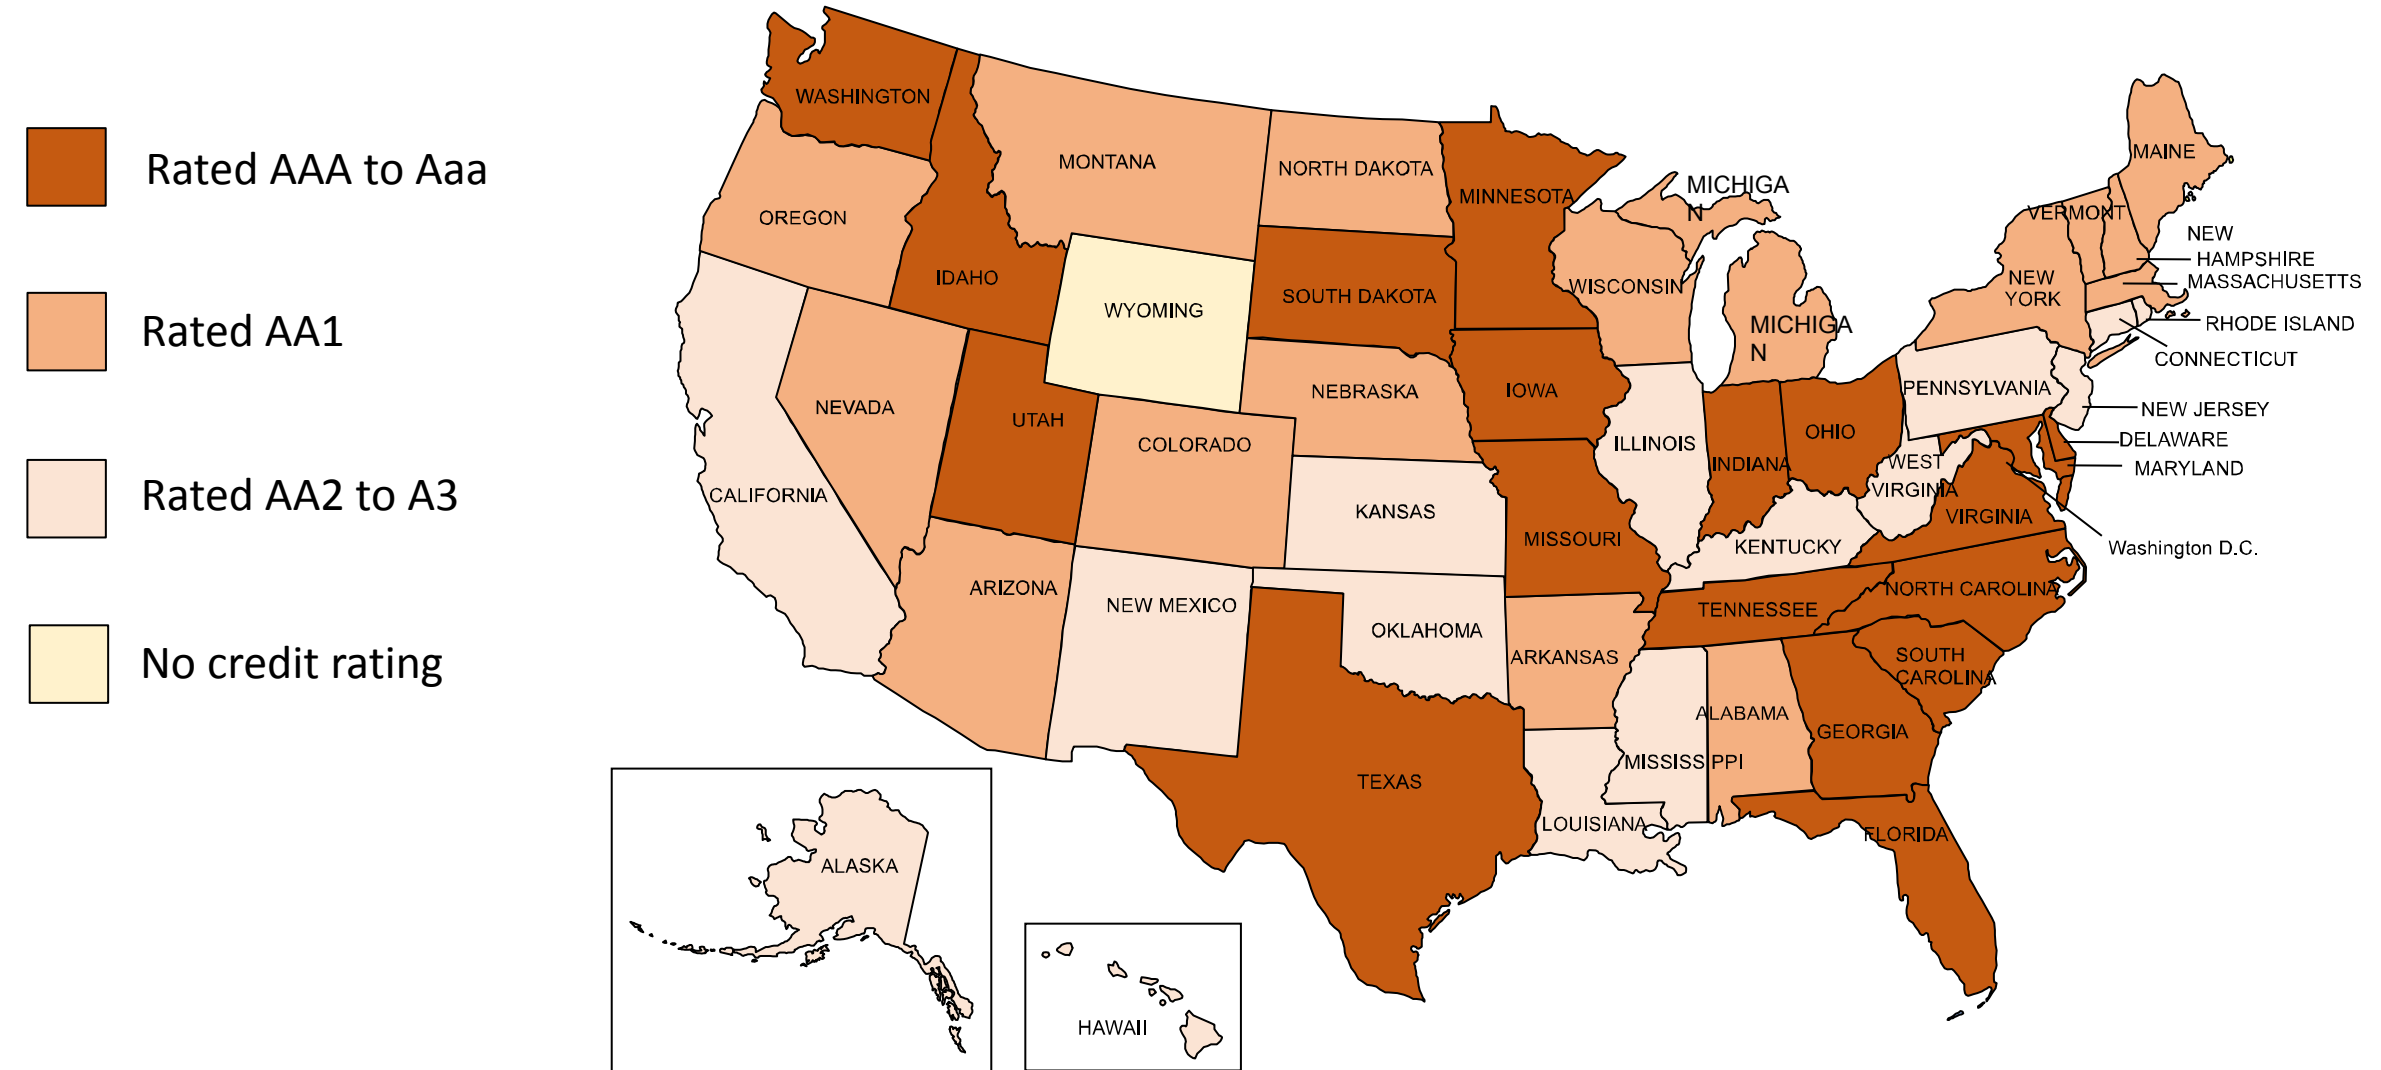 Rated AAA to Aaa
Rated AA1
Rated AA2 to A3
No credit rating
WASHINGTON
OREGON
IDAHO
MONTANA
NORTH DAKOTA
MINNESOTA
SOUTH DAKOTA
WYOMING
WISCONSIN
MICHIGA
N
MICHIGA
N
MAINE
VERMONT
NEW
HAMPSHIRE
MASSACHUSETTS
NEW
YORK
RHODE ISLAND
CONNECTICUT
PENNSYLVANIA
NEW JERSEY
DELAWARE
MARYLAND
Washington D.C.
NEVADA
UTAH
COLORADO
NEBRASKA
IOWA
ILLINOIS
INDIANA
OHIO
WEST
VIRGINIA
VIRGINIA
CALIFORNIA
KANSAS
MISSOURI
KENTUCKY
ARIZONA
NEW MEXICO
OKLAHOMA
ARKANSAS
TENNESSEE
NORTH CAROLINA
SOUTH
CAROLINA
TEXAS
LOUISIANA
MISSISSIPPI
ALABAMA
GEORGIA
FLORIDA
ALASKA
HAWAII